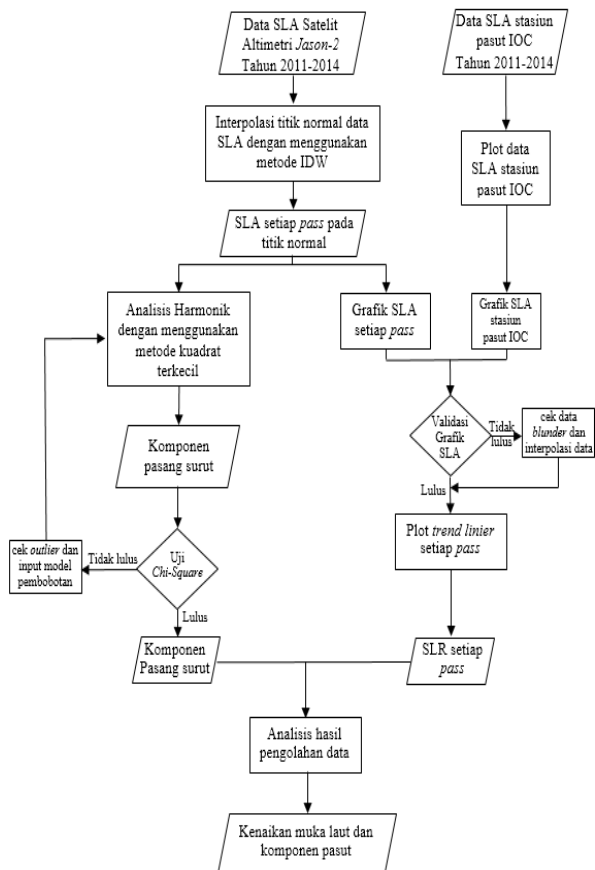 Data SLA Satelit
Altimetri Jason-2
Tahun 2011-2014
Data SLA stasiun
pasut IOC
Tahun 2011-2014
Interpolasi titik normal data
SLA dengan menggunakan
metode IDW
Plot data
SLA stasiun
pasut IOC
SLA setiap pass pada
titik normal
Analisis Harmonik
dengan menggunakan
metode kuadrat
terkecil
Grafik SLA
setiap pass
Grafik SLA
stasiun
pasut IOC
Validasi
Grafik
SLA
Tidak
lulus
cek data
blunder dan
interpolasi data
Komponen
pasang surut
Lulus
Plot trend linier
setiap pass
cek outlier dan
input model
pembobotan
Tidak lulus
Uji
Chi-Square
Lulus
Komponen
Pasang surut
SLR setiap
pass
Analisis hasil
pengolahan data
Kenaikan muka laut dan
komponen pasut